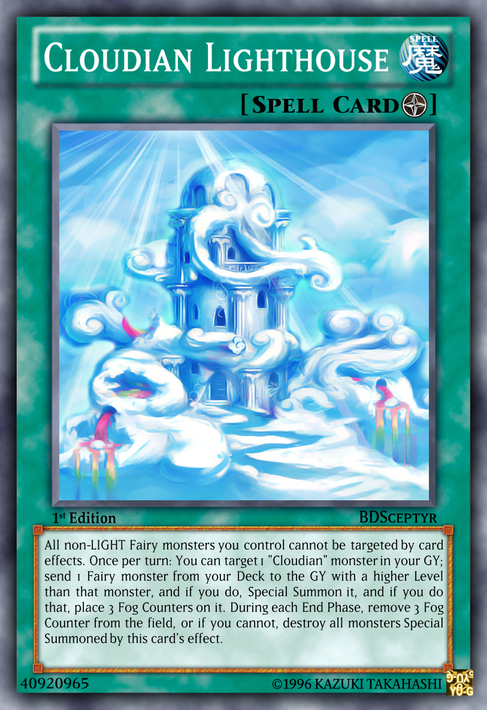 CLOUDIAN LIGHTHOUSE
SPELL
魔
[SPELL CARD]
1st Edition
BDSCEPTYR
All non-LIGHT Fairy monsters you control cannot be targeted by card
effects. Once per turn: You can target 1 "Cloudian" monster in your GY;
send 1 Fairy monster from your Deck to the GY with a higher Level
than that monster, and if you do, Special Summon it, and if you do
that, place 3 Fog Counters on it. During each End Phase, remove 3 Fog
Counter from the field, or if you cannot, destroy all monsters Special
Summoned by this card's effect.
40920965
©1996 KAZUKI TAKAHASHI